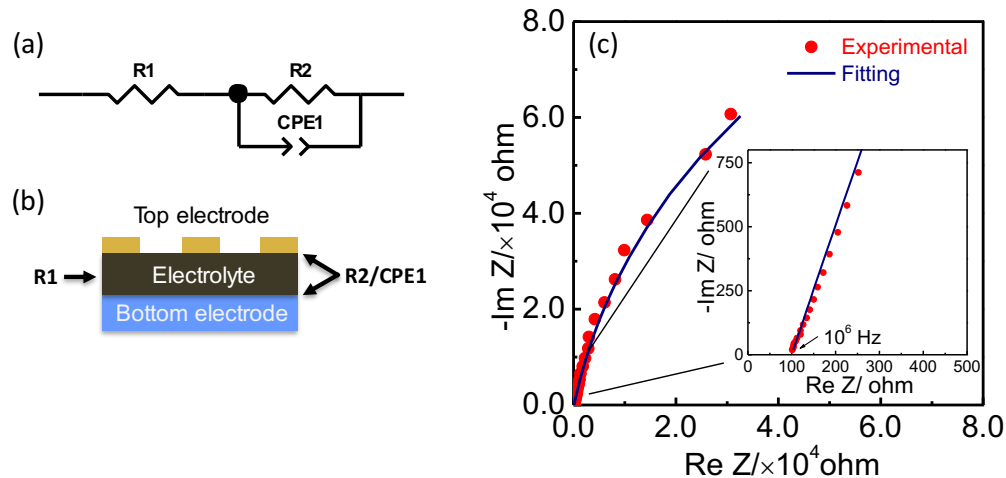 (a)
R1
R2
CPE1
(b)
Top electrode
R1
Electrolyte
R2/CPE1
Bottom electrode
(c)
Experimental
Fitting
8.0
6.0
4.0
2.0
0.0
-Im Z/×10⁴ ohm
0.0 2.0 4.0 6.0 8.0
Re Z/×10⁴ohm
750
500
250
0
-Im Z/ ohm
10⁶ Hz
0 100 200 300 400 500
Re Z/ ohm